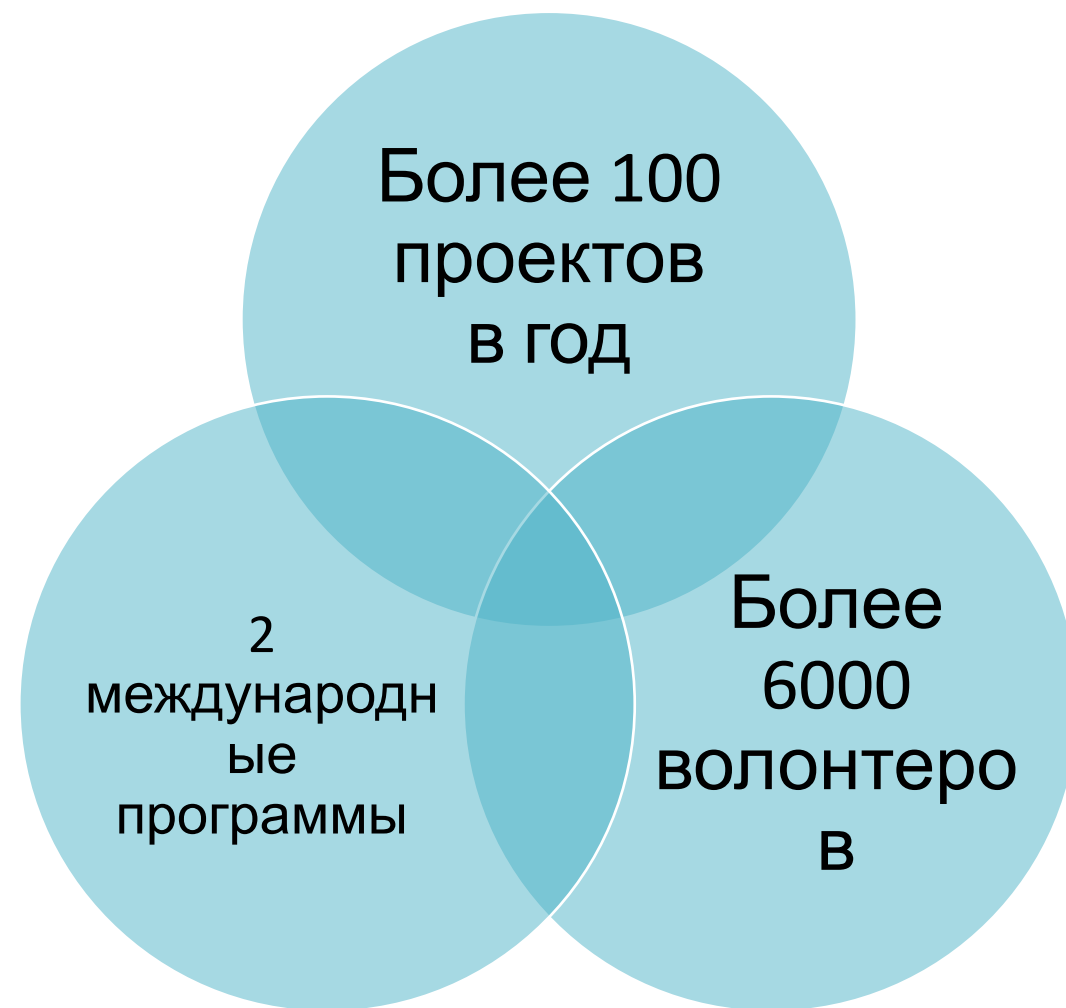 Более 100
проектов
в год
2
международн
ые
программы
Более
6000
волонтеро
в